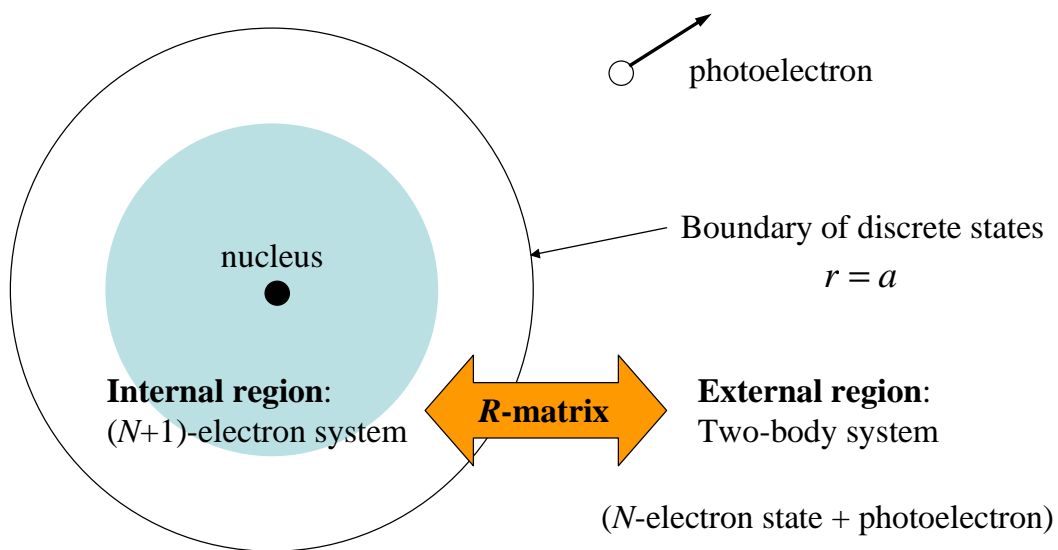 photoelectron
Boundary of discrete states
r = a
nucleus
Internal region:
(N+1)-electron system
R-matrix
External region:
Two-body system
(N-electron state + photoelectron)